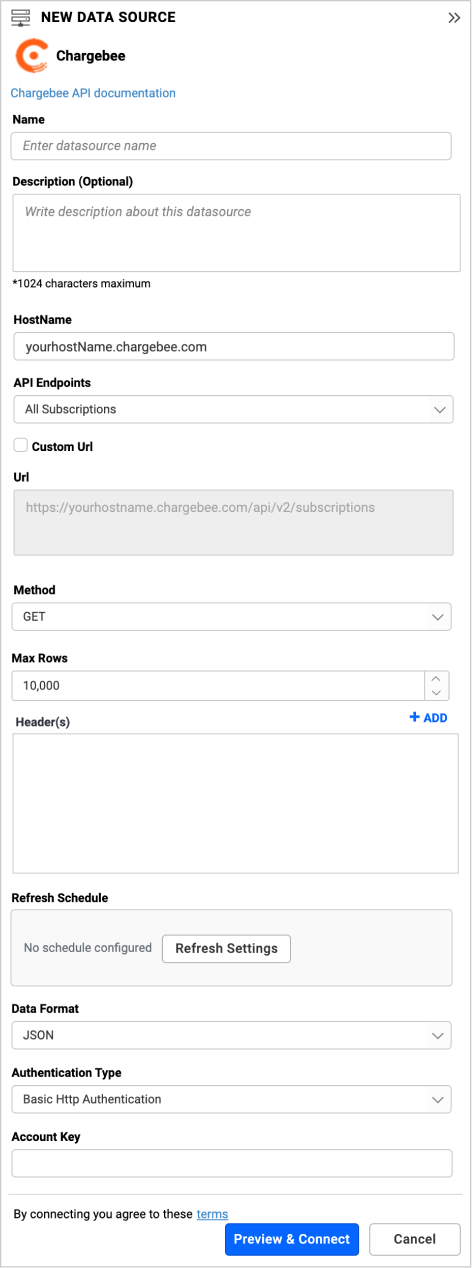 NEW DATA SOURCE
Chargebee
Chargebee API documentation
Name
Enter datasource name
Description (Optional)
Write description about this datasource
*1024 characters maximum
HostName
yourhostName.chargebee.com
API Endpoints
All Subscriptions
Custom Url
Url
https://yourhostname.chargebee.com/api/v2/subscriptions
Method
GET
Max Rows
10,000
Header(s)
+ ADD
Refresh Schedule
No schedule configured
Refresh Settings
Data Format
JSON
Authentication Type
Basic Http Authentication
Account Key
By connecting you agree to these terms
Preview & Connect
Cancel